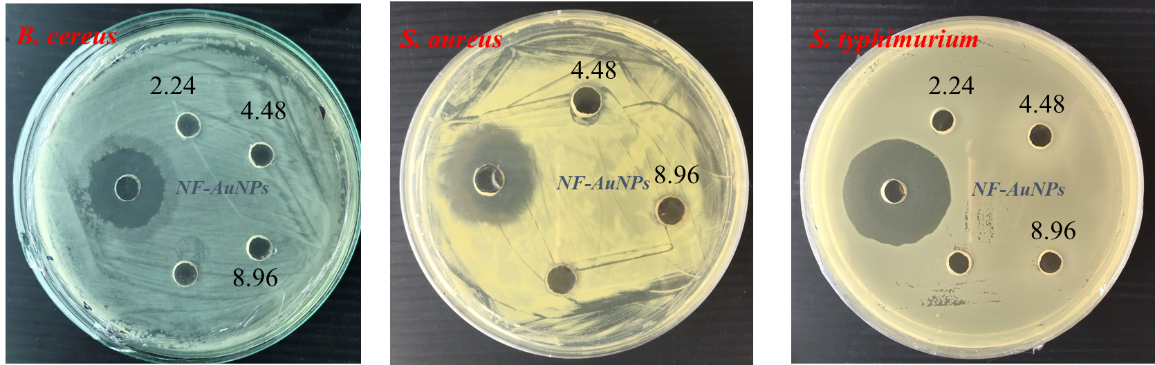 B. cereus
2.24
4.48
NF-AuNPs
8.96
S. aureus
4.48
NF-AuNPs 8.96
S. typhimurium
2.24
4.48
NF-AuNPs
8.96